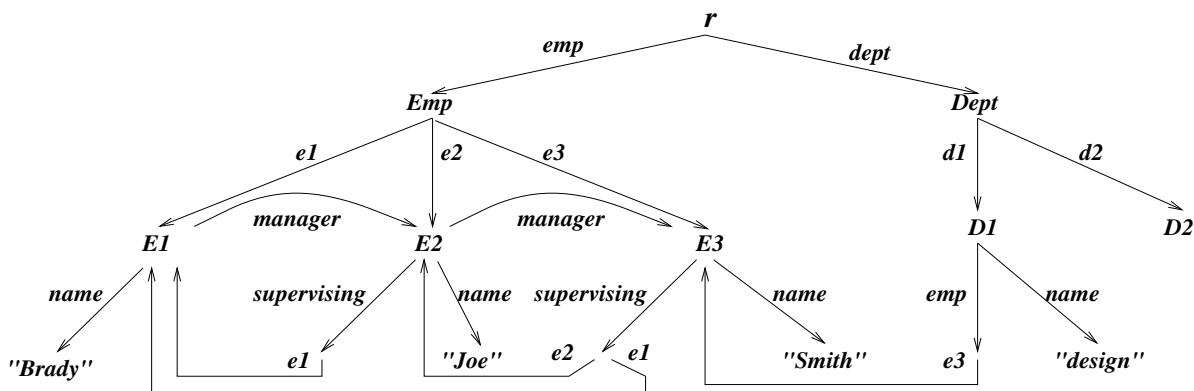 r
emp dept
Emp Dept
e1 e2 e3 d1 d2
manager manager
E1 E2 E3 D1 D2
name supervising name supervising name emp name
"Brady" e1 "Joe" e2 e1 "Smith" e3 "design"